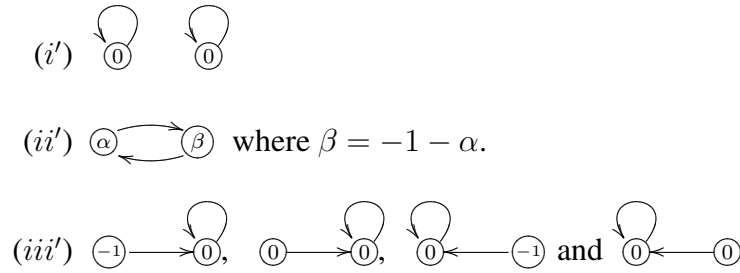 (i′) 0 0
(ii′) α β where β = −1 − α.
(iii′) −1 0, 0 0, 0 −1 and 0 0